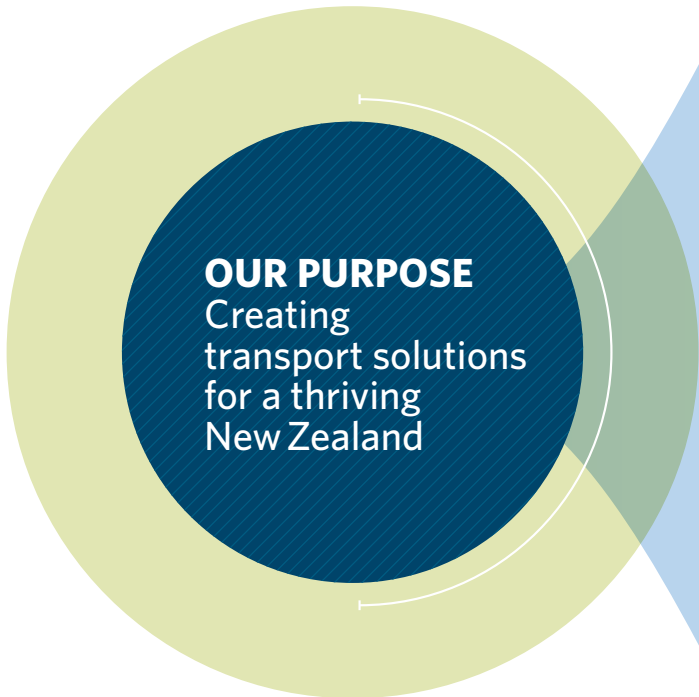 OUR PURPOSE
Creating
transport solutions
for a thriving
New Zealand